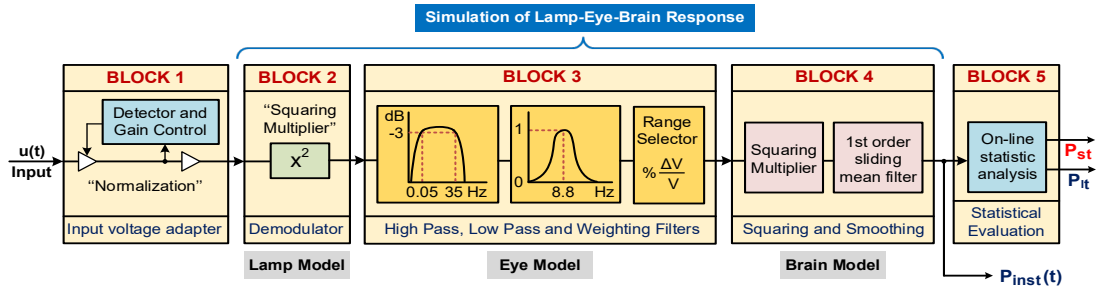 Simulation of Lamp-Eye-Brain Response
BLOCK 1
Detector and
Gain Control
u(t)
Input
“Normalization”
Input voltage adapter
BLOCK 2
“Squaring
Multiplier”
X²
Demodulator
Lamp Model
BLOCK 3
dB
-3
0
0.05 35 Hz
1
0
8.8 Hz
Range
Selector
% ΔV/V
High Pass, Low Pass and Weighting Filters
Eye Model
BLOCK 4
Squaring
Multiplier
1st order
sliding
mean filter
Squaring and Smoothing
Brain Model
BLOCK 5
On-line
statistic
analysis
Statistical
Evaluation
Pst
Plt
Pinst(t)